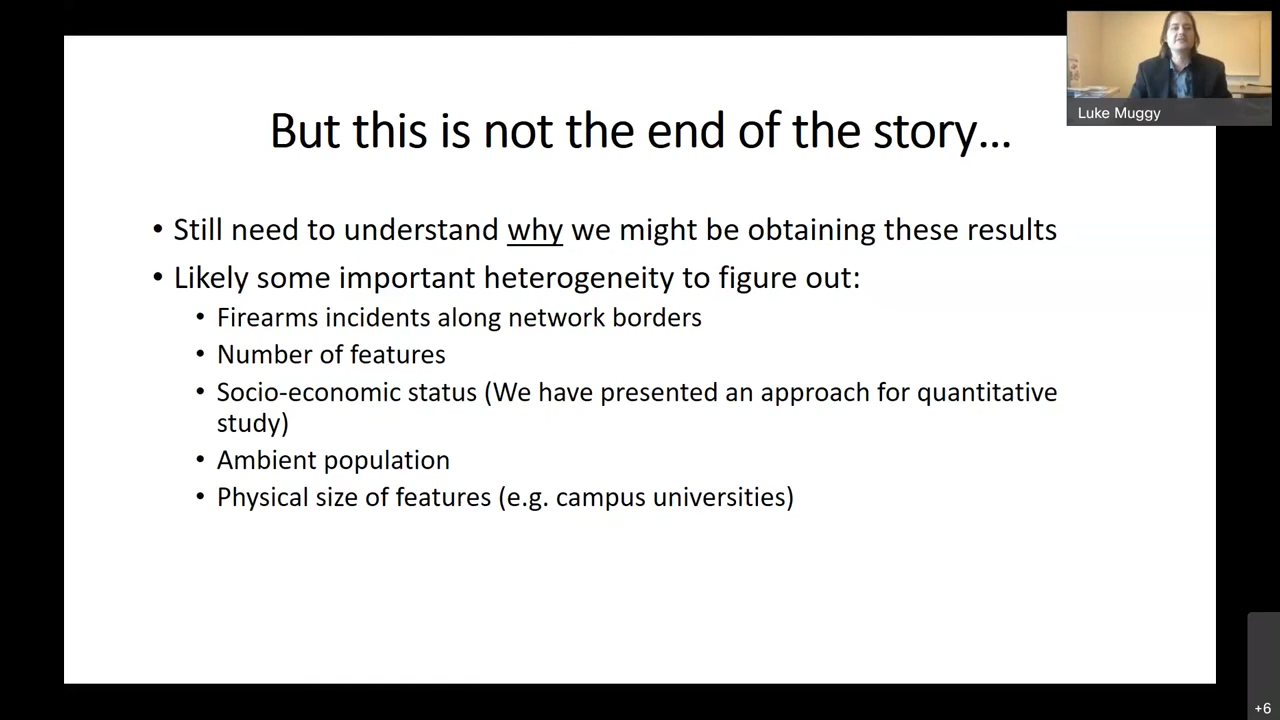 Luke Muggy
But this is not the end of the story...
• Still need to understand why we might be obtaining these results
• Likely some important heterogeneity to figure out:
• Firearms incidents along network borders
• Number of features
• Socio-economic status (We have presented an approach for quantitative
study)
• Ambient population
• Physical size of features (e.g. campus universities)
+6